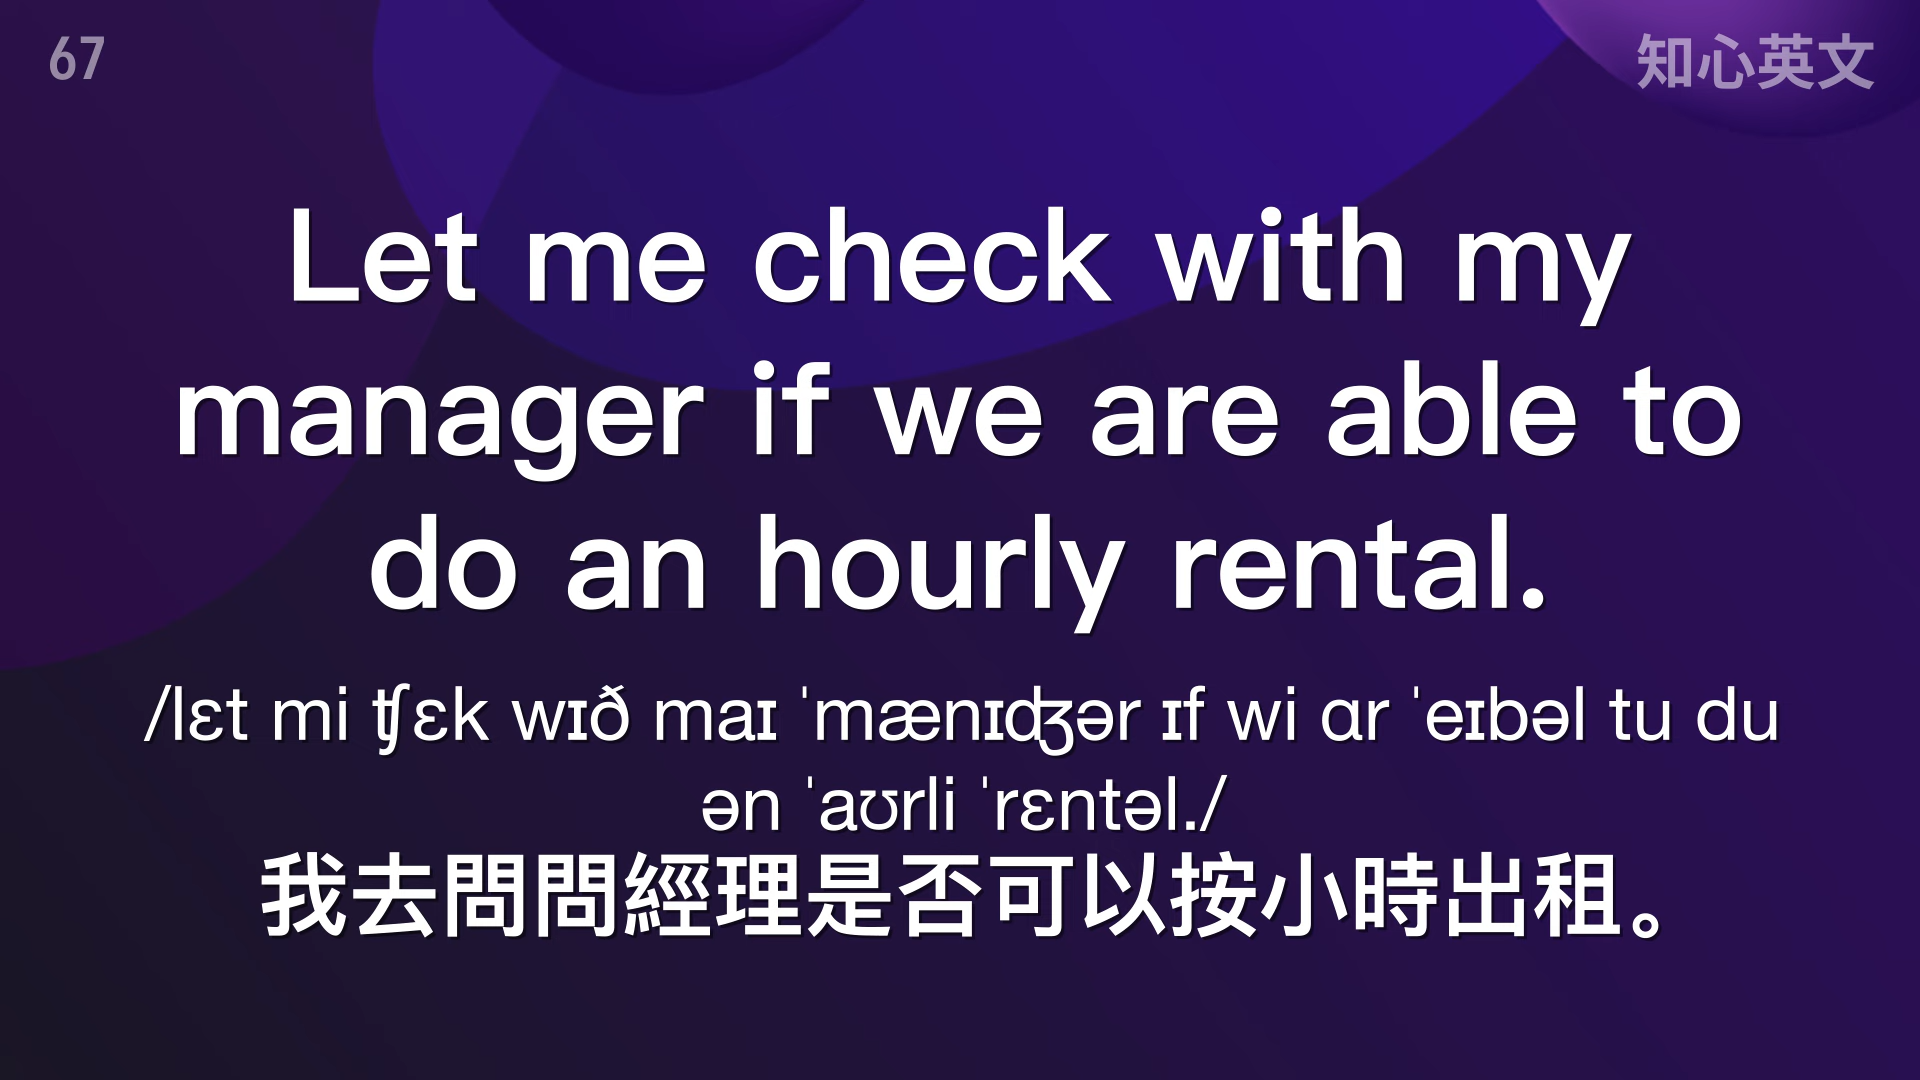 67
知心英文
Let me check with my
manager if we are able to
do an hourly rental.
/lɛt mi ʧɛk wɪð maɪ ˈmænɪʤər ɪf wi ɑr ˈeɪbəl tu du
ən ˈaʊrli ˈrɛntəl./
我去問問經理是否可以按小時出租。